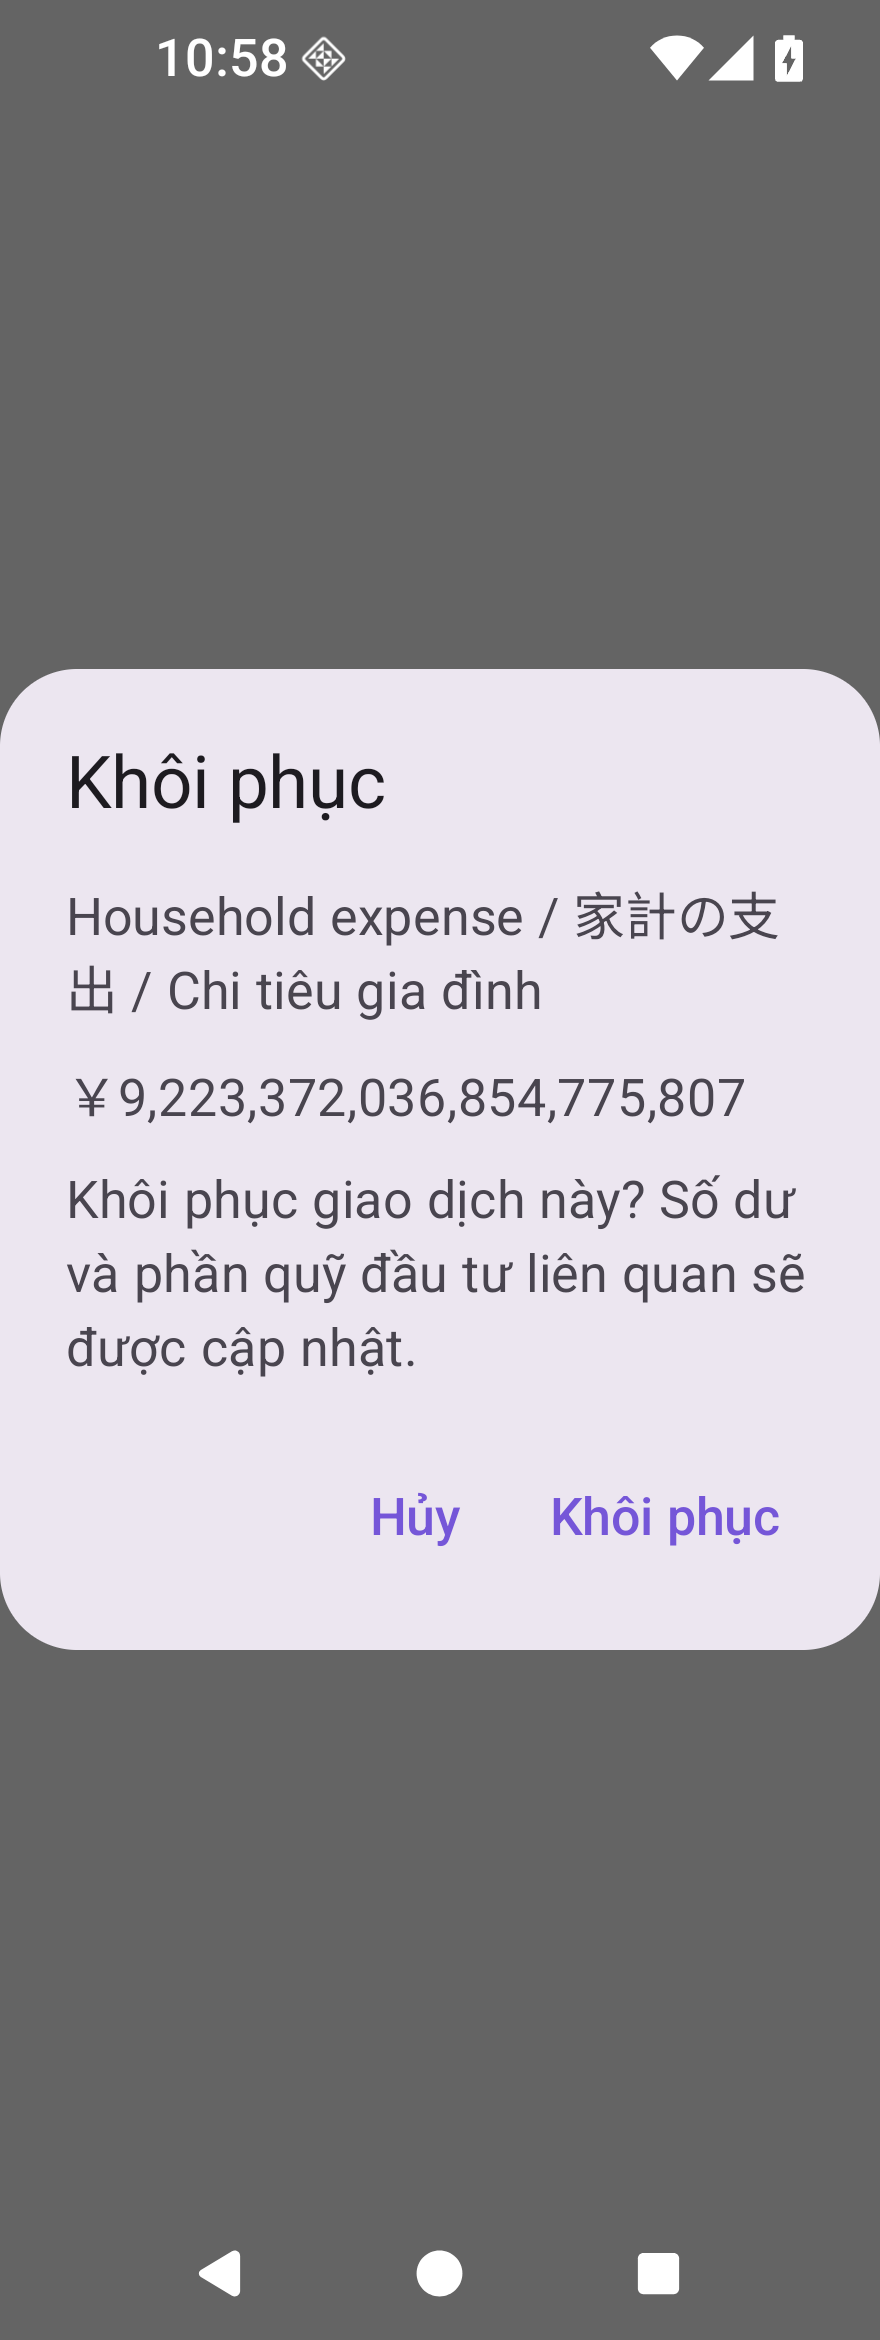 10:58
Khôi phục
Household expense / 家計の支
出 / Chi tiêu gia đình
￥9,223,372,036,854,775,807
Khôi phục giao dịch này? Số dư
và phần quỹ đầu tư liên quan sẽ
được cập nhật.
Hủy Khôi phục